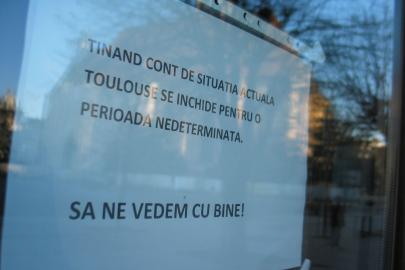 TINAND CONT DE SITUATIA ACTUALA
TOULOUSE SE INCHIDE PENTRU O
PERIOADA NEDETERMINATA.
SA NE VEDEM CU BINE!